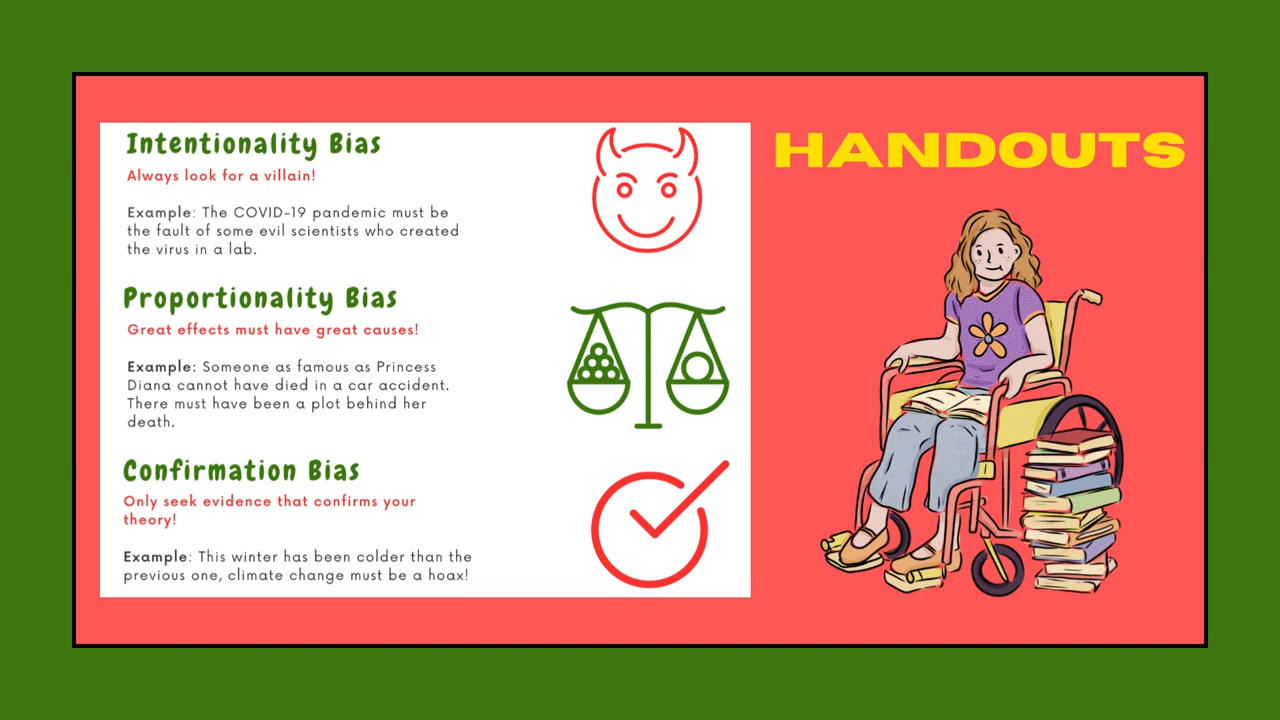 Intentionality Bias
Always look for a villain!
Example: The COVID-19 pandemic must be
the fault of some evil scientists who created
the virus in a lab.
Proportionality Bias
Great effects must have great causes!
Example: Someone as famous as Princess
Diana cannot have died in a car accident.
There must have been a plot behind her
death.
Confirmation Bias
Only seek evidence that confirms your
theory!
Example: This winter has been colder than the
previous one, climate change must be a hoax!
HANDOUTS